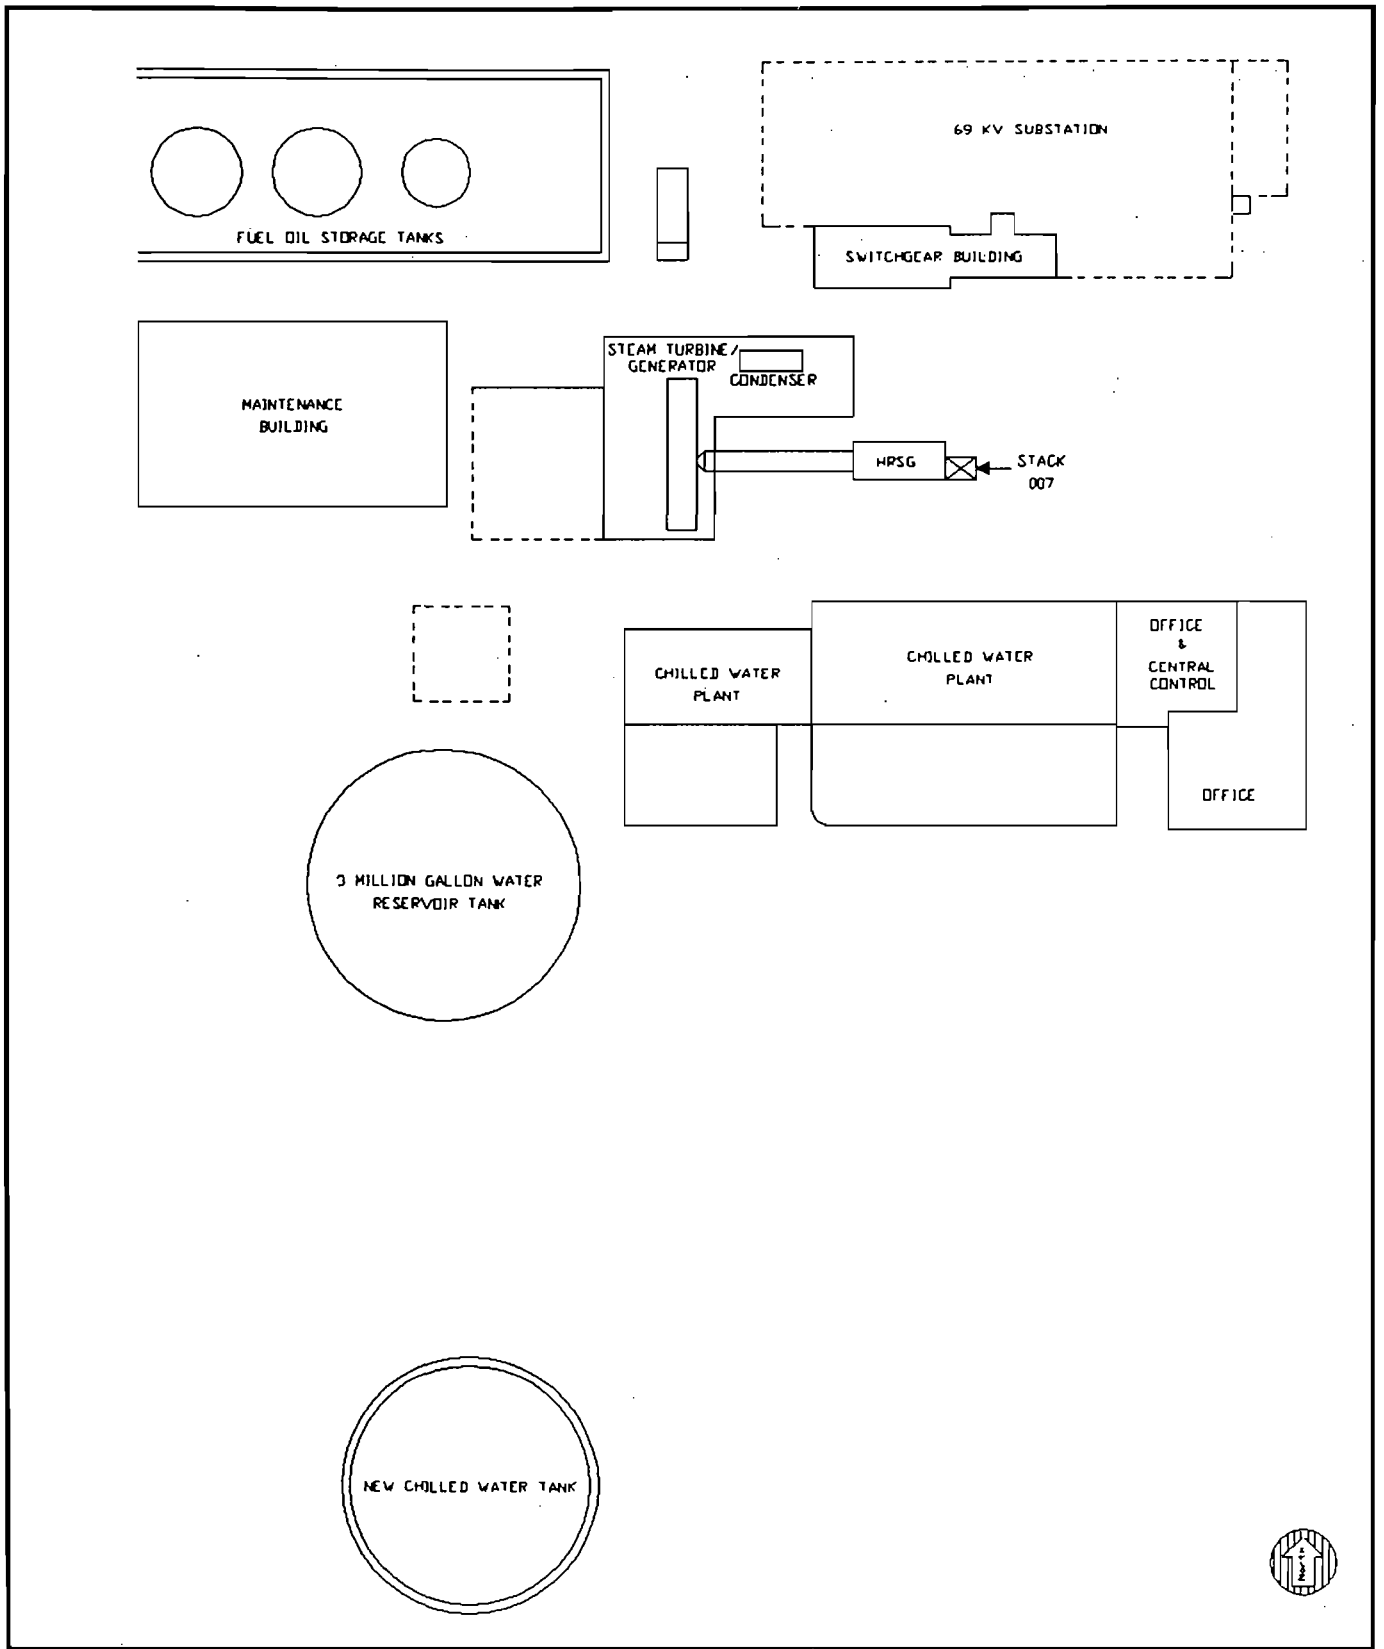 69 KV SUBSTATION
FUEL OIL STORAGE TANKS
SWITCHGEAR BUILDING
STEAM TURBINE/
GENERATOR
CONDENSER
MAINTENANCE
BUILDING
HRSG
STACK
007
OFFICE
&
CENTRAL
CONTROL
CHILLED WATER
PLANT
CHILLED WATER
PLANT
OFFICE
3 MILLION GALLON WATER
RESERVOIR TANK
NEW CHILLED WATER TANK
North